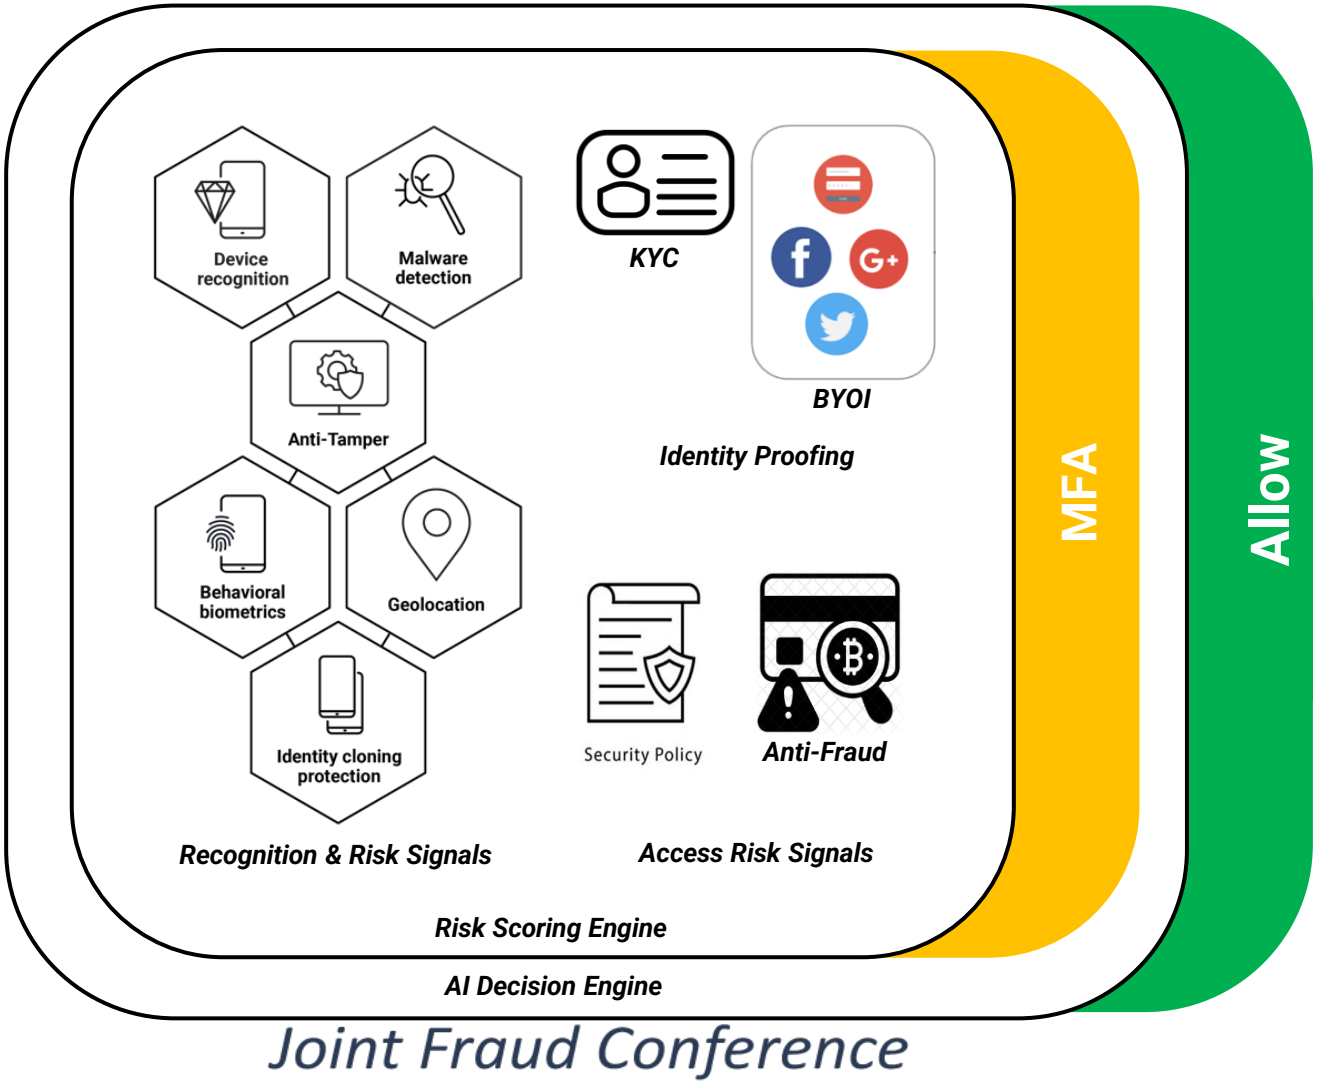 Device
recognition
Malware
detection
Anti-Tamper
Behavioral
biometrics
Geolocation
Identity cloning
protection
Recognition & Risk Signals
KYC
f
G+
BYOI
Identity Proofing
Security Policy
Anti-Fraud
Access Risk Signals
Risk Scoring Engine
AI Decision Engine
MFA
Allow
Joint Fraud Conference